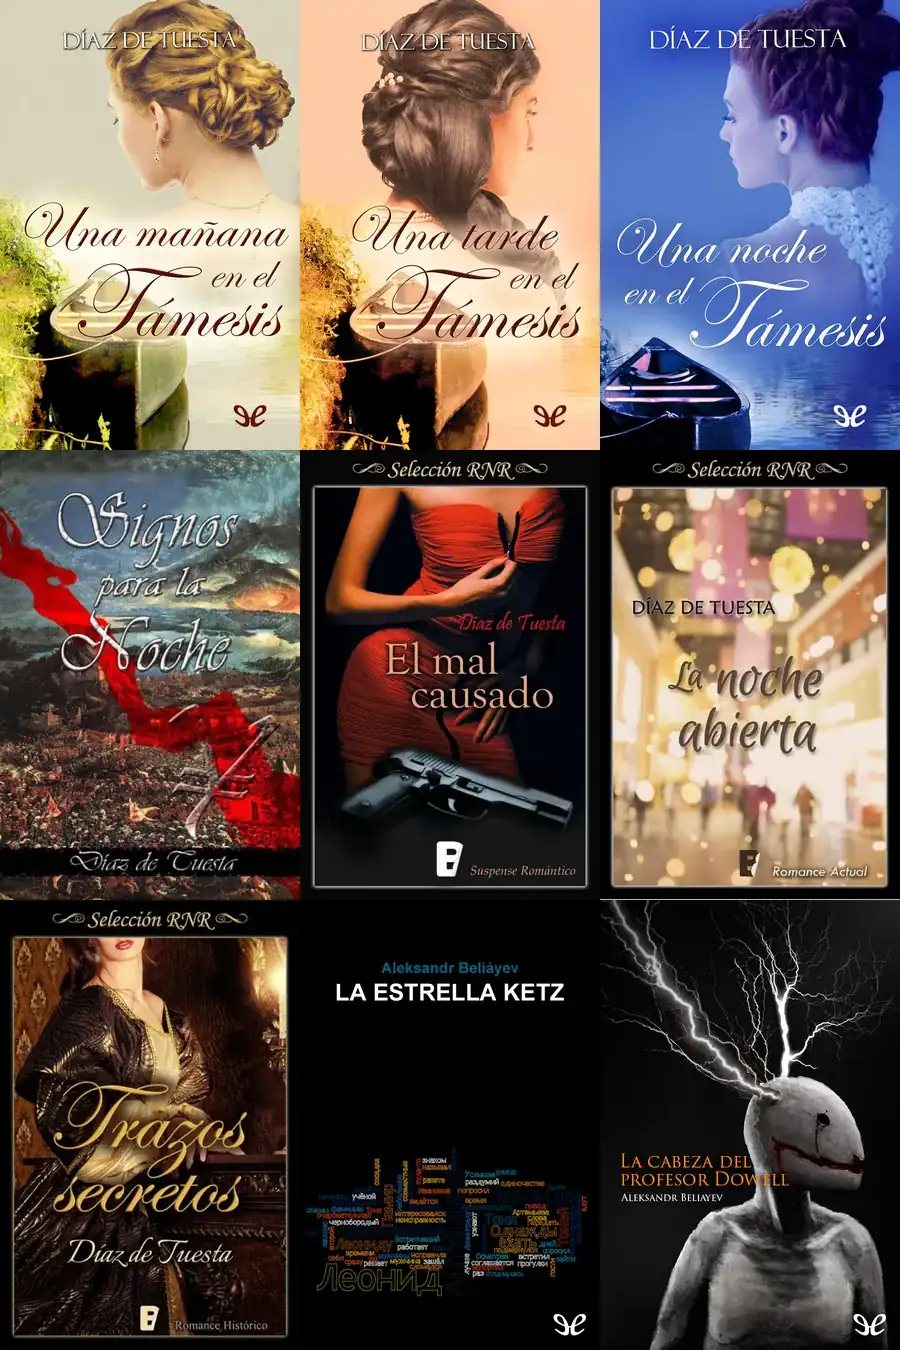 DÍAZ DE TUESTA
Una mañana
en el
Támesis
DÍAZ DE TUESTA
Una tarde
en el
Támesis
DÍAZ DE TUESTA
Una noche
en el
Támesis
Signos
para la
Noche
Díaz de Tuesta
Selección RNR
Díaz de Tuesta
El mal
causado
B
Suspense Romántico
Selección RNR
DÍAZ DE TUESTA
La noche
abierta
B
Romance Actual
Selección RNR
Trazos
secretos
Díaz de Tuesta
B
Romance Histórico
Aleksandr Beliáyev
LA ESTRELLA KETZ
Леонид
LA CABEZA DEL
PROFESOR DOWELL
ALEKSANDR BELIAYEV